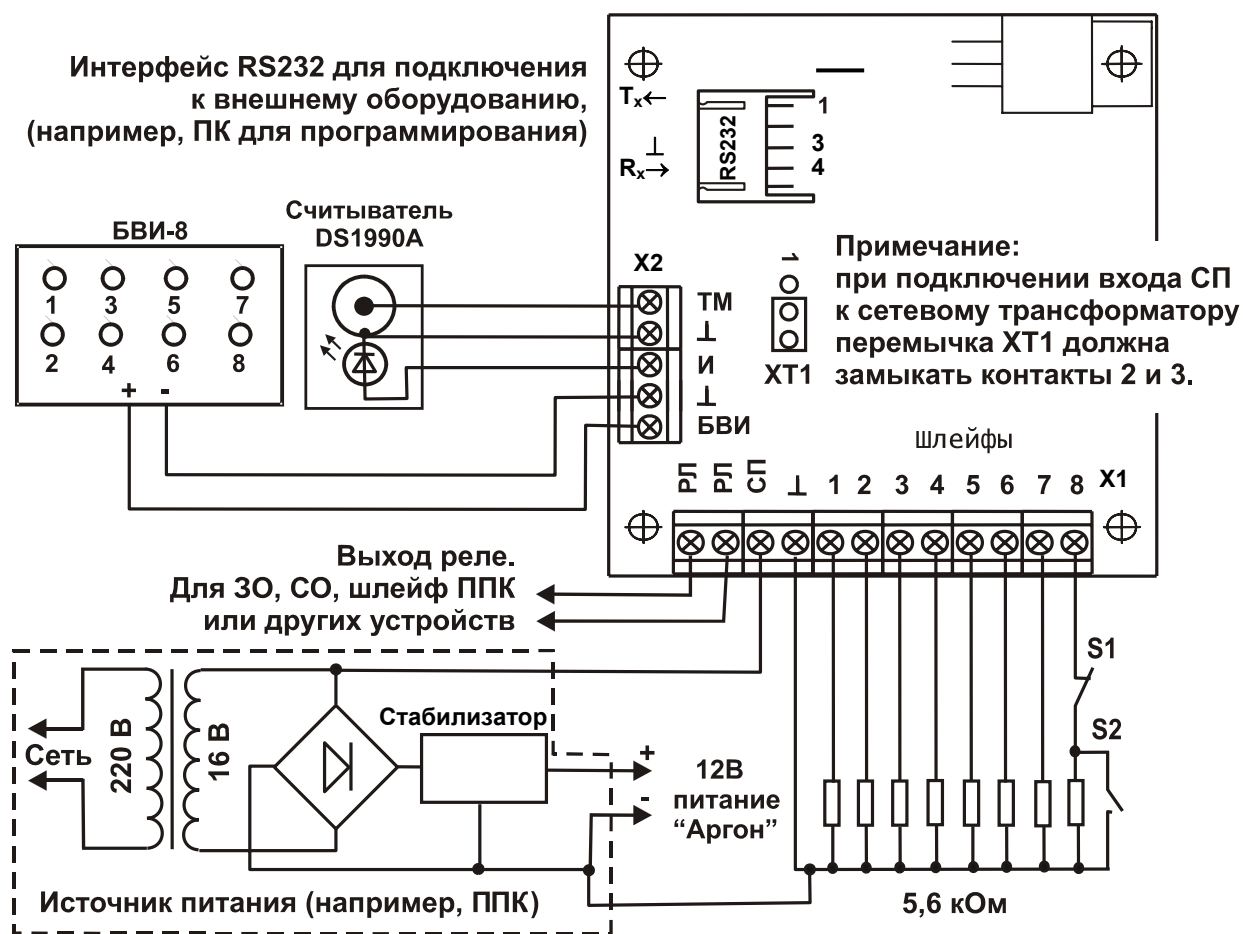 Интерфейс RS232 для подключения
к внешнему оборудованию,
(например, ПК для программирования)
Tx←
⊥
Rx→
RS232
1
3
4
БВИ-8
1 3 5 7
2 4 6 8
+ -
Считыватель
DS1990A
X2
ТМ
⊥
И
⊥
БВИ
1
XT1
Примечание:
при подключении входа СП
к сетевому трансформатору
перемычка XT1 должна
замыкать контакты 2 и 3.
Шлейфы
РЛ РЛ СП ⊥ 1 2 3 4 5 6 7 8 X1
Выход реле.
Для ЗО, СО, шлейф ППК
или других устройств
S1
S2
Сеть
220 В
16 В
Стабилизатор
+
-
12В
питание
“Аргон”
Источник питания (например, ППК)
5,6 кОм